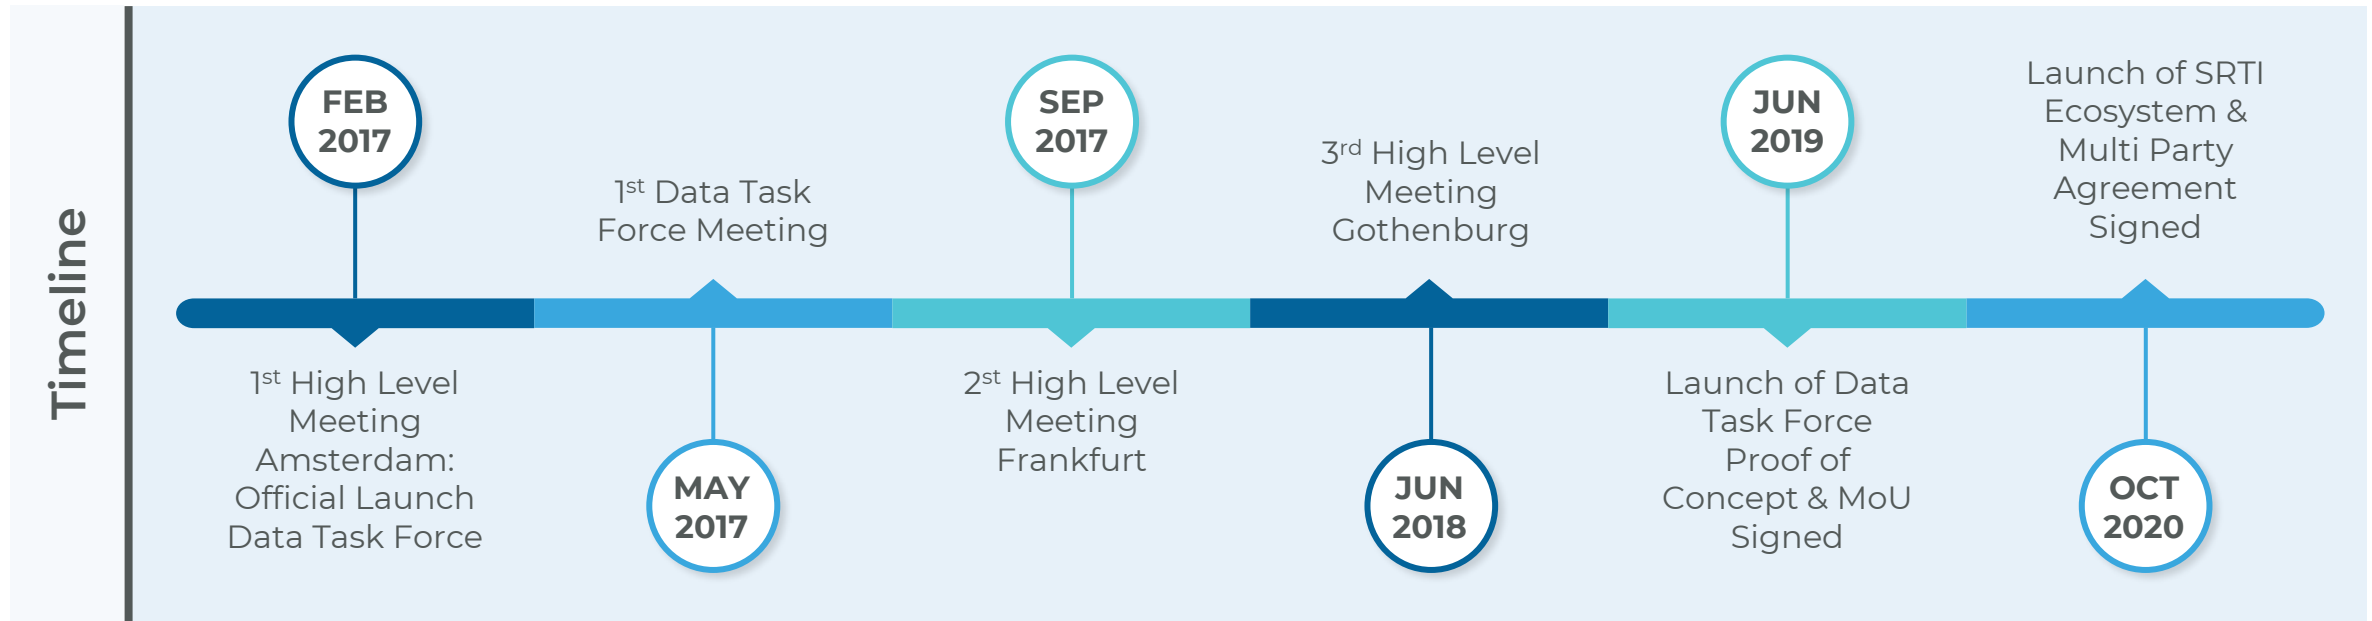 Timeline
FEB
2017
1st High Level
Meeting
Amsterdam:
Official Launch
Data Task Force
1st Data Task
Force Meeting
MAY
2017
SEP
2017
2st High Level
Meeting
Frankfurt
3rd High Level
Meeting
Gothenburg
JUN
2018
JUN
2019
Launch of Data
Task Force
Proof of
Concept & MoU
Signed
Launch of SRTI
Ecosystem &
Multi Party
Agreement
Signed
OCT
2020